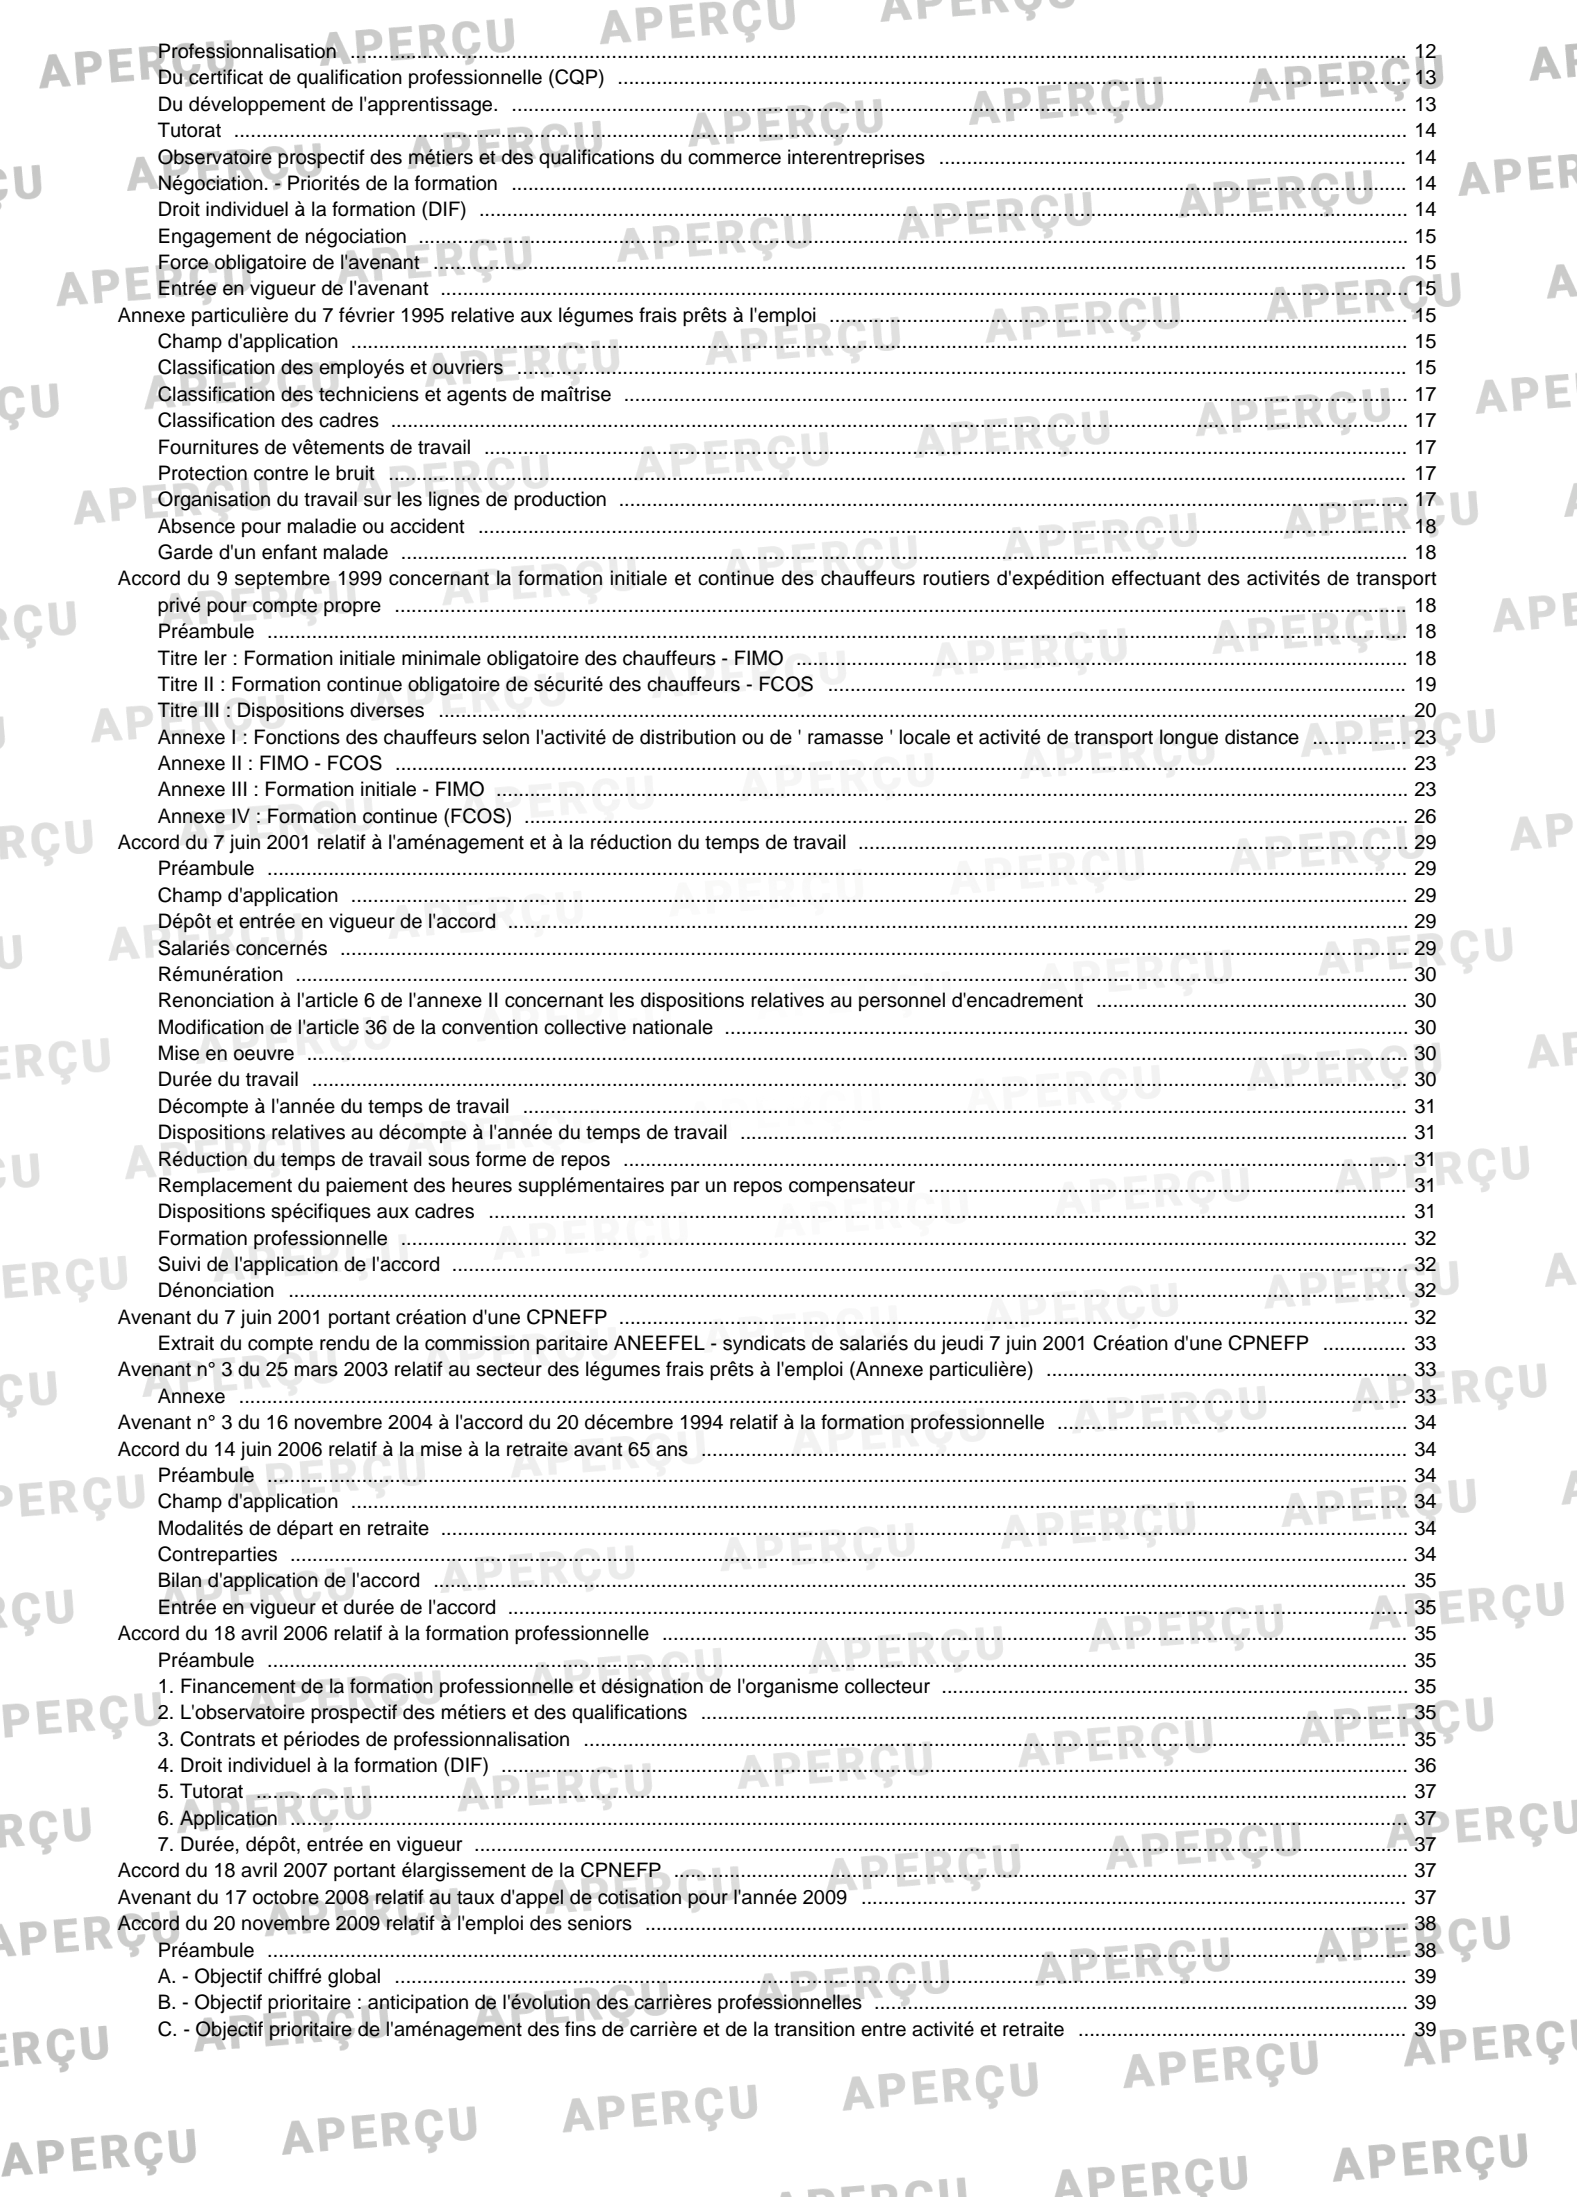 Professionnalisation ........ 12
Du certificat de qualification professionnelle (CQP) ........ 13
Du développement de l'apprentissage. ........ 13
Tutorat ........ 14
Observatoire prospectif des métiers et des qualifications du commerce interentreprises ........ 14
Négociation. - Priorités de la formation ........ 14
Droit individuel à la formation (DIF) ........ 14
Engagement de négociation ........ 15
Force obligatoire de l'avenant ........ 15
Entrée en vigueur de l'avenant ........ 15
Annexe particulière du 7 février 1995 relative aux légumes frais prêts à l'emploi ........ 15
Champ d'application ........ 15
Classification des employés et ouvriers ........ 15
Classification des techniciens et agents de maîtrise ........ 17
Classification des cadres ........ 17
Fournitures de vêtements de travail ........ 17
Protection contre le bruit ........ 17
Organisation du travail sur les lignes de production ........ 17
Absence pour maladie ou accident ........ 18
Garde d'un enfant malade ........ 18
Accord du 9 septembre 1999 concernant la formation initiale et continue des chauffeurs routiers d'expédition effectuant des activités de transport
privé pour compte propre ........ 18
Préambule ........ 18
Titre Ier : Formation initiale minimale obligatoire des chauffeurs - FIMO ........ 18
Titre II : Formation continue obligatoire de sécurité des chauffeurs - FCOS ........ 19
Titre III : Dispositions diverses ........ 20
Annexe I : Fonctions des chauffeurs selon l'activité de distribution ou de ' ramasse ' locale et activité de transport longue distance ........ 23
Annexe II : FIMO - FCOS ........ 23
Annexe III : Formation initiale - FIMO ........ 23
Annexe IV : Formation continue (FCOS) ........ 26
Accord du 7 juin 2001 relatif à l'aménagement et à la réduction du temps de travail ........ 29
Préambule ........ 29
Champ d'application ........ 29
Dépôt et entrée en vigueur de l'accord ........ 29
Salariés concernés ........ 29
Rémunération ........ 30
Renonciation à l'article 6 de l'annexe II concernant les dispositions relatives au personnel d'encadrement ........ 30
Modification de l'article 36 de la convention collective nationale ........ 30
Mise en oeuvre ........ 30
Durée du travail ........ 30
Décompte à l'année du temps de travail ........ 31
Dispositions relatives au décompte à l'année du temps de travail ........ 31
Réduction du temps de travail sous forme de repos ........ 31
Remplacement du paiement des heures supplémentaires par un repos compensateur ........ 31
Dispositions spécifiques aux cadres ........ 31
Formation professionnelle ........ 32
Suivi de l'application de l'accord ........ 32
Dénonciation ........ 32
Avenant du 7 juin 2001 portant création d'une CPNEFP ........ 32
Extrait du compte rendu de la commission paritaire ANEEFEL - syndicats de salariés du jeudi 7 juin 2001 Création d'une CPNEFP ........ 33
Avenant n° 3 du 25 mars 2003 relatif au secteur des légumes frais prêts à l'emploi (Annexe particulière) ........ 33
Annexe ........ 33
Avenant n° 3 du 16 novembre 2004 à l'accord du 20 décembre 1994 relatif à la formation professionnelle ........ 34
Accord du 14 juin 2006 relatif à la mise à la retraite avant 65 ans ........ 34
Préambule ........ 34
Champ d'application ........ 34
Modalités de départ en retraite ........ 34
Contreparties ........ 34
Bilan d'application de l'accord ........ 35
Entrée en vigueur et durée de l'accord ........ 35
Accord du 18 avril 2006 relatif à la formation professionnelle ........ 35
Préambule ........ 35
1. Financement de la formation professionnelle et désignation de l'organisme collecteur ........ 35
2. L'observatoire prospectif des métiers et des qualifications ........ 35
3. Contrats et périodes de professionnalisation ........ 35
4. Droit individuel à la formation (DIF) ........ 36
5. Tutorat ........ 37
6. Application ........ 37
7. Durée, dépôt, entrée en vigueur ........ 37
Accord du 18 avril 2007 portant élargissement de la CPNEFP ........ 37
Avenant du 17 octobre 2008 relatif au taux d'appel de cotisation pour l'année 2009 ........ 37
Accord du 20 novembre 2009 relatif à l'emploi des seniors ........ 38
Préambule ........ 38
A. - Objectif chiffré global ........ 39
B. - Objectif prioritaire : anticipation de l'évolution des carrières professionnelles ........ 39
C. - Objectif prioritaire de l'aménagement des fins de carrière et de la transition entre activité et retraite ........ 39
APERÇU